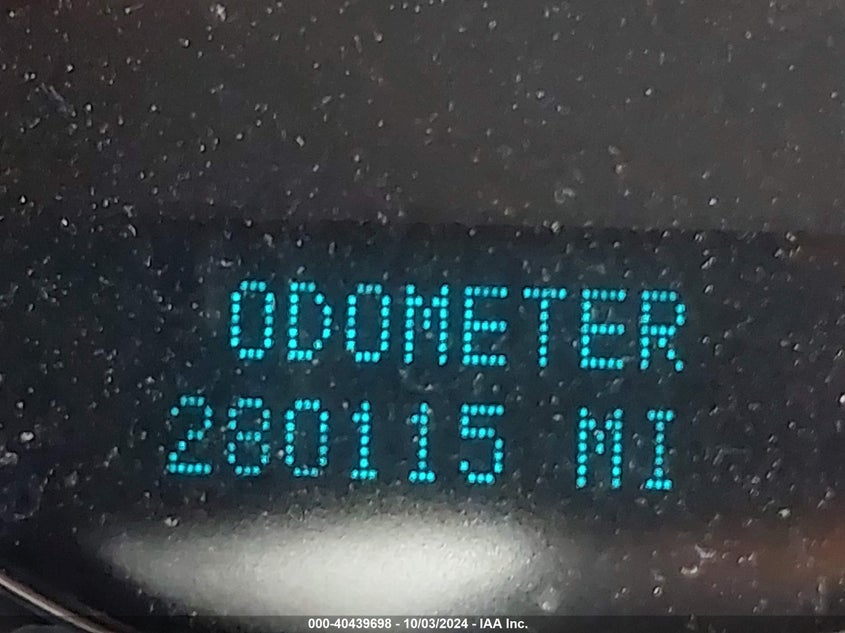 ODOMETER
280115 MI
000-40439698 - 10/03/2024 - IAA Inc.